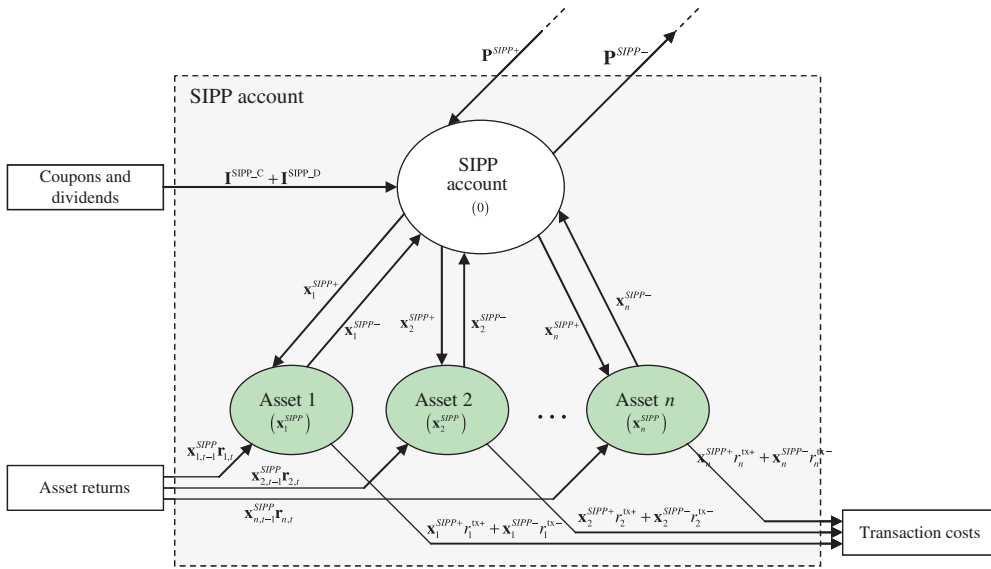 P^{SIPP+}
P^{SIPP−}
SIPP account
SIPP
account
(0)
Coupons and
dividends
I^{SIPP_C} + I^{SIPP_D}
x_1^{SIPP+}
x_1^{SIPP−}
x_2^{SIPP+}
x_2^{SIPP−}
x_n^{SIPP+}
x_n^{SIPP−}
Asset 1
(x_1^{SIPP})
Asset 2
(x_2^{SIPP})
...
Asset n
(x_n^{SIPP})
Asset returns
x_{1,t−1}^{SIPP} r_{1,t}
x_{2,t−1}^{SIPP} r_{2,t}
x_{n,t−1}^{SIPP} r_{n,t}
x_n^{SIPP+} r_n^{tx+} + x_n^{SIPP−} r_n^{tx−}
x_1^{SIPP+} r_1^{tx+} + x_1^{SIPP−} r_1^{tx−}
x_2^{SIPP+} r_2^{tx+} + x_2^{SIPP−} r_2^{tx−}
Transaction costs